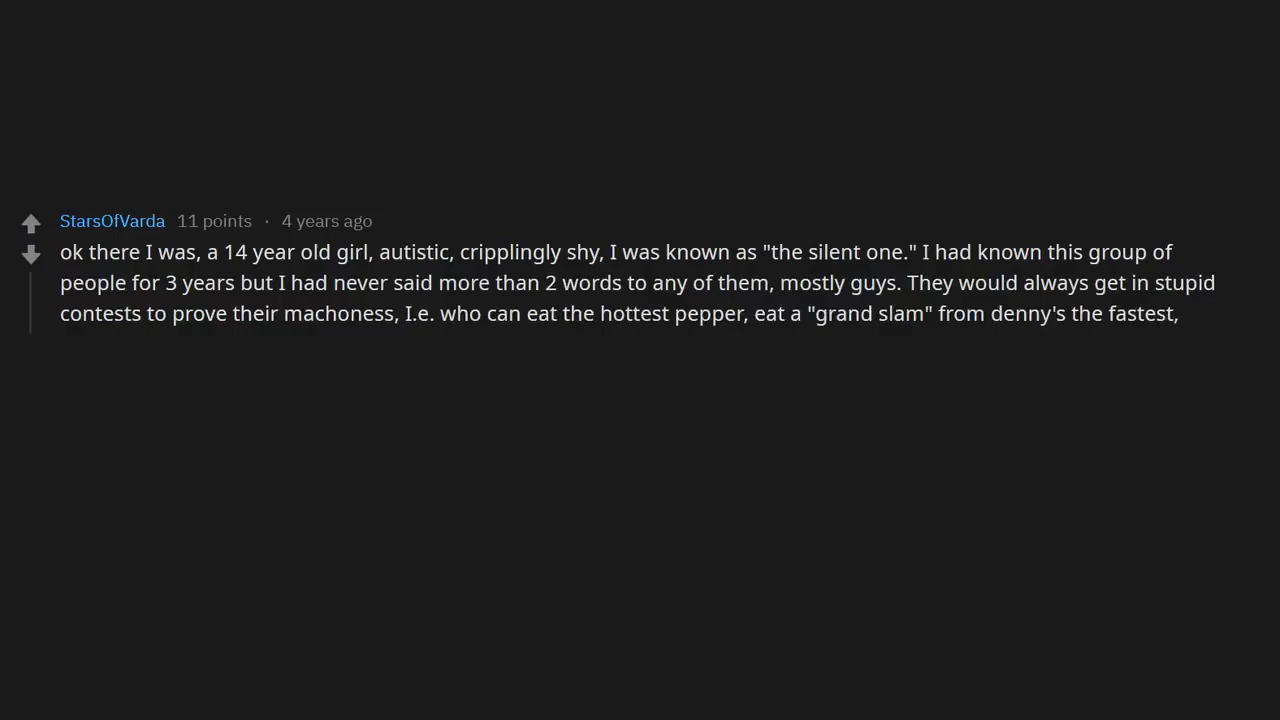 StarsOfVarda 11 points · 4 years ago
ok there I was, a 14 year old girl, autistic, cripplingly shy, I was known as "the silent one." I had known this group of
people for 3 years but I had never said more than 2 words to any of them, mostly guys. They would always get in stupid
contests to prove their machoness, I.e. who can eat the hottest pepper, eat a "grand slam" from denny's the fastest,